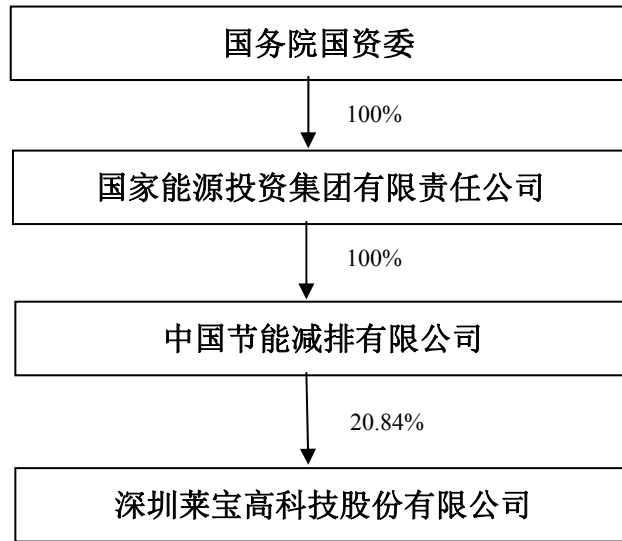 国务院国资委
100%
国家能源投资集团有限责任公司
100%
中国节能减排有限公司
20.84%
深圳莱宝高科技股份有限公司